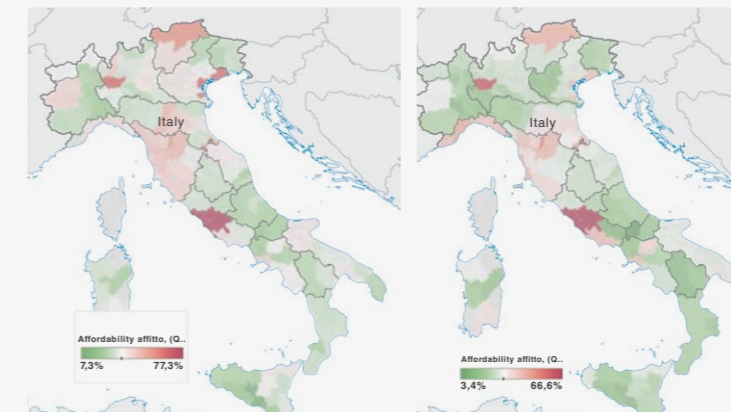 Italy
Affordability affitto, (Q..
7,3% 77,3%
Italy
Affordability affitto, (Q..
3,4% 66,6%